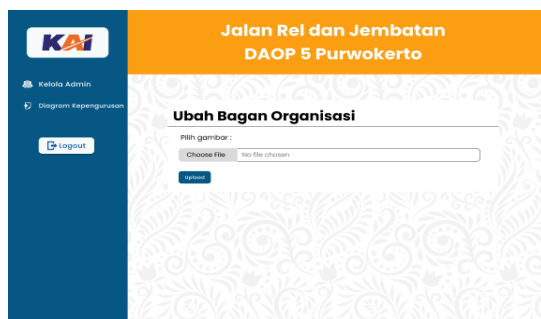 KAI
Jalan Rel dan Jembatan
DAOP 5 Purwokerto
Kelola Admin
Diagram Kepengurusan
Logout
Ubah Bagan Organisasi
Pilih gambar :
Choose File No file chosen
Upload